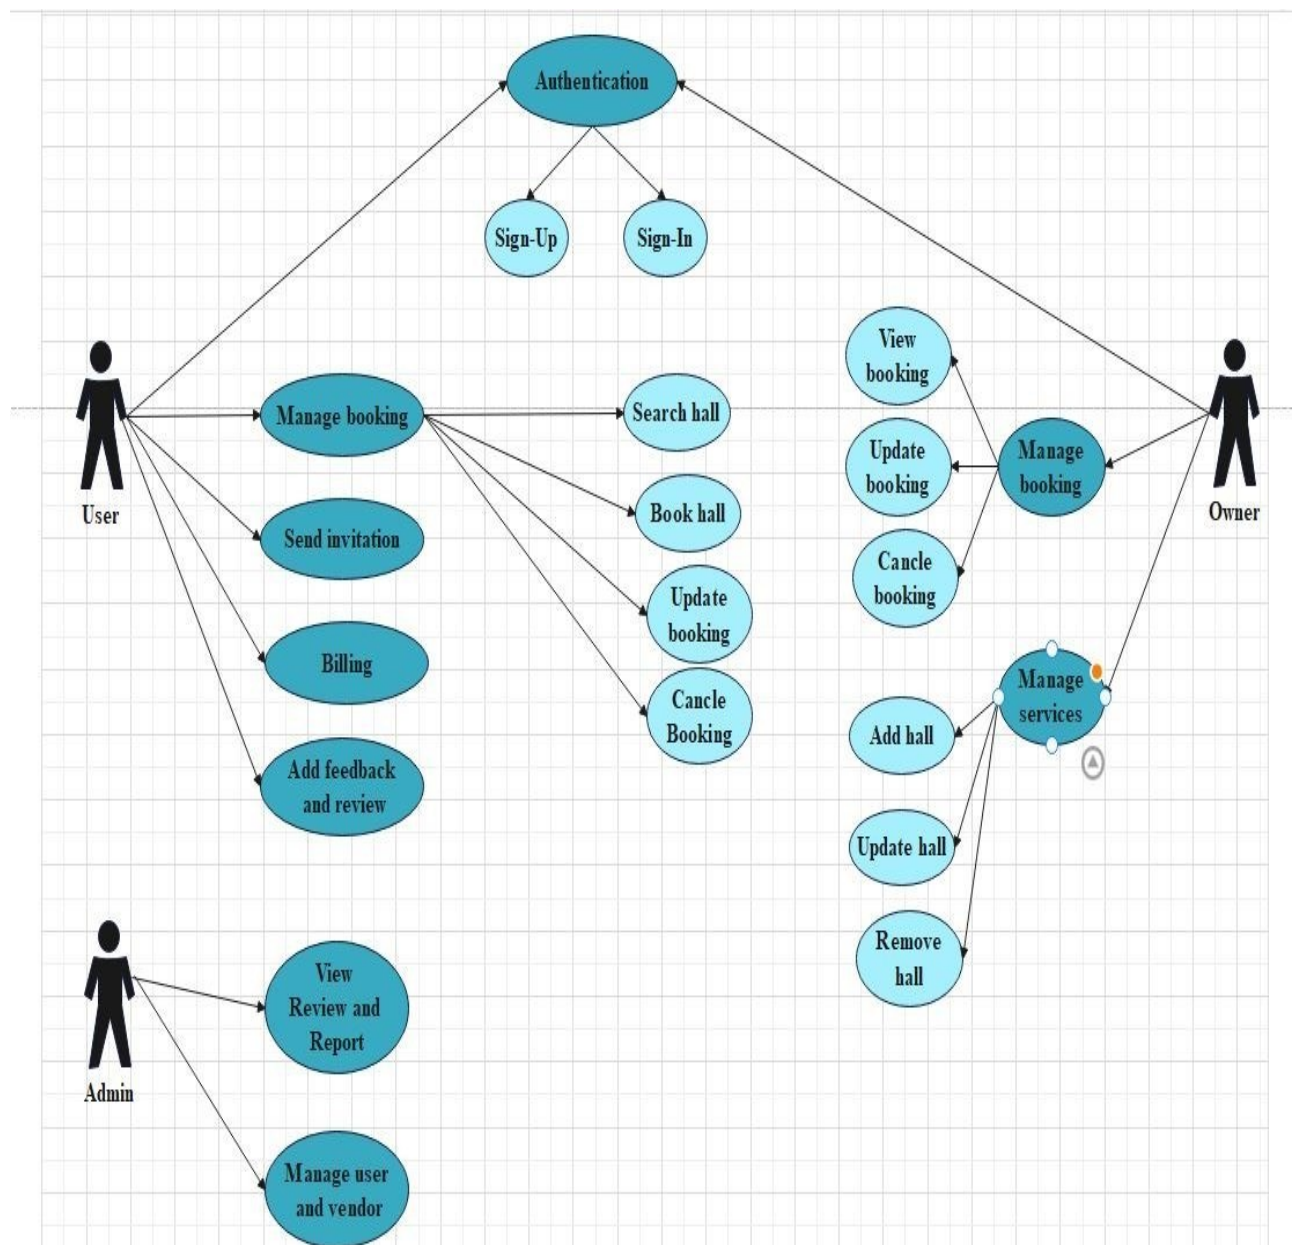 Authentication
Sign-Up
Sign-In
User
Manage booking
Send invitation
Billing
Add feedback
and review
Search hall
Book hall
Update
booking
Cancle
Booking
View
booking
Update
booking
Cancle
booking
Manage
booking
Owner
Manage
services
Add hall
Update hall
Remove
hall
Admin
View
Review and
Report
Manage user
and vendor